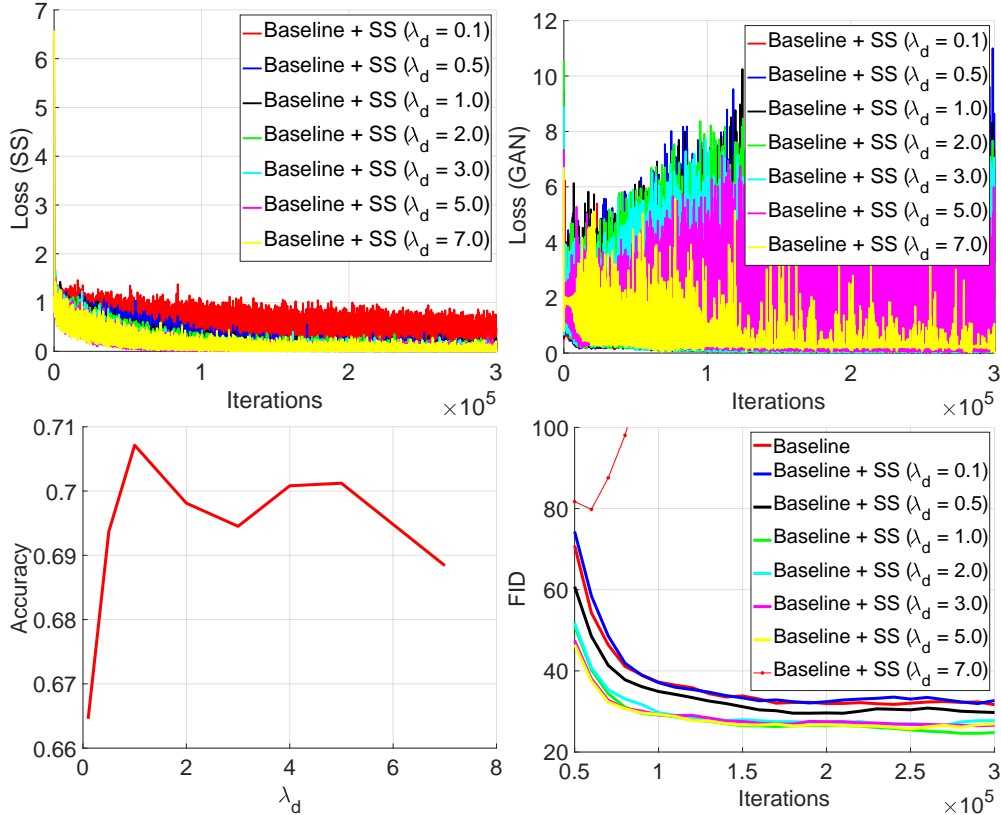 7
6
5
4
3
2
1
0
Loss (SS)
Baseline + SS (λd = 0.1)
Baseline + SS (λd = 0.5)
Baseline + SS (λd = 1.0)
Baseline + SS (λd = 2.0)
Baseline + SS (λd = 3.0)
Baseline + SS (λd = 5.0)
Baseline + SS (λd = 7.0)
0 1 2 3
Iterations
×10^5
12
10
8
6
4
2
0
Loss (GAN)
Baseline + SS (λd = 0.1)
Baseline + SS (λd = 0.5)
Baseline + SS (λd = 1.0)
Baseline + SS (λd = 2.0)
Baseline + SS (λd = 3.0)
Baseline + SS (λd = 5.0)
Baseline + SS (λd = 7.0)
0 1 2 3
Iterations
×10^5
0.71
0.7
0.69
0.68
0.67
0.66
Accuracy
0 2 4 6 8
λd
100
80
60
40
20
FID
Baseline
Baseline + SS (λd = 0.1)
Baseline + SS (λd = 0.5)
Baseline + SS (λd = 1.0)
Baseline + SS (λd = 2.0)
Baseline + SS (λd = 3.0)
Baseline + SS (λd = 5.0)
Baseline + SS (λd = 7.0)
0.5 1 1.5 2 2.5 3
Iterations
×10^5